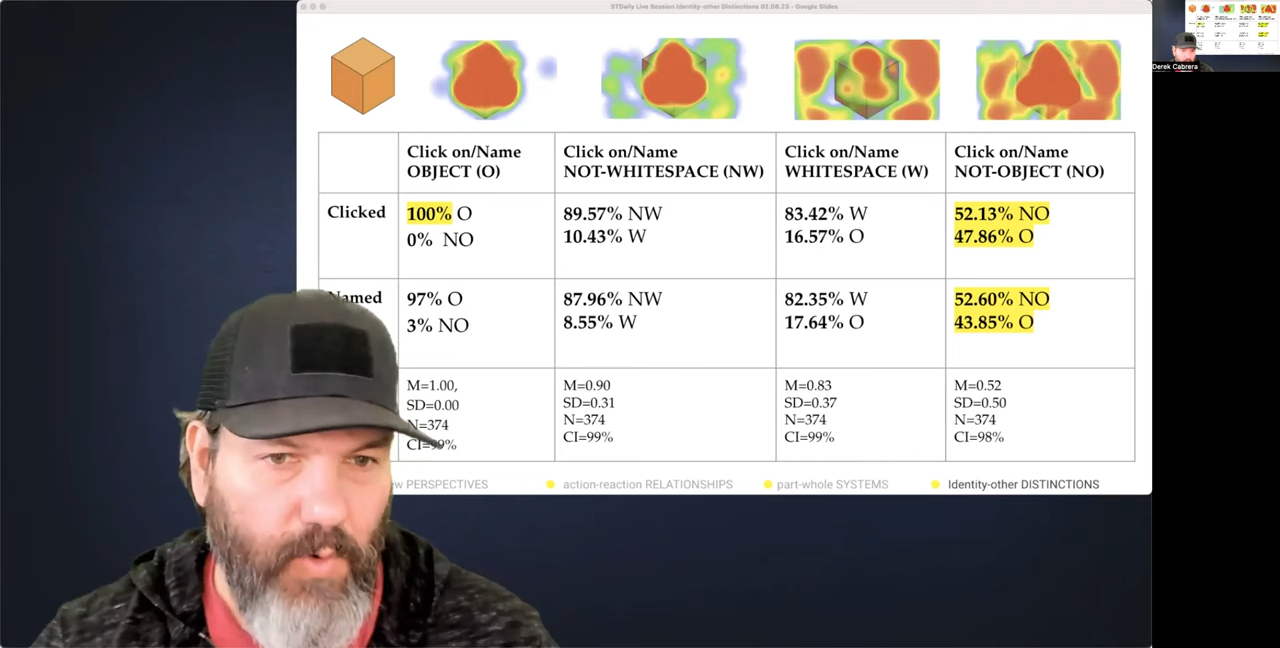 STDaily Live Session Identity-other Distinctions 02.08.23 - Google Slides
Derek Cabrera
Click on/Name
OBJECT (O)
Click on/Name
NOT-WHITESPACE (NW)
Click on/Name
WHITESPACE (W)
Click on/Name
NOT-OBJECT (NO)
Clicked
100% O
0% NO
89.57% NW
10.43% W
83.42% W
16.57% O
52.13% NO
47.86% O
Named
97% O
3% NO
87.96% NW
8.55% W
82.35% W
17.64% O
52.60% NO
43.85% O
M=1.00,
SD=0.00
N=374
CI=99%
M=0.90
SD=0.31
N=374
CI=99%
M=0.83
SD=0.37
N=374
CI=99%
M=0.52
SD=0.50
N=374
CI=98%
PERSPECTIVES
action-reaction RELATIONSHIPS
part-whole SYSTEMS
Identity-other DISTINCTIONS